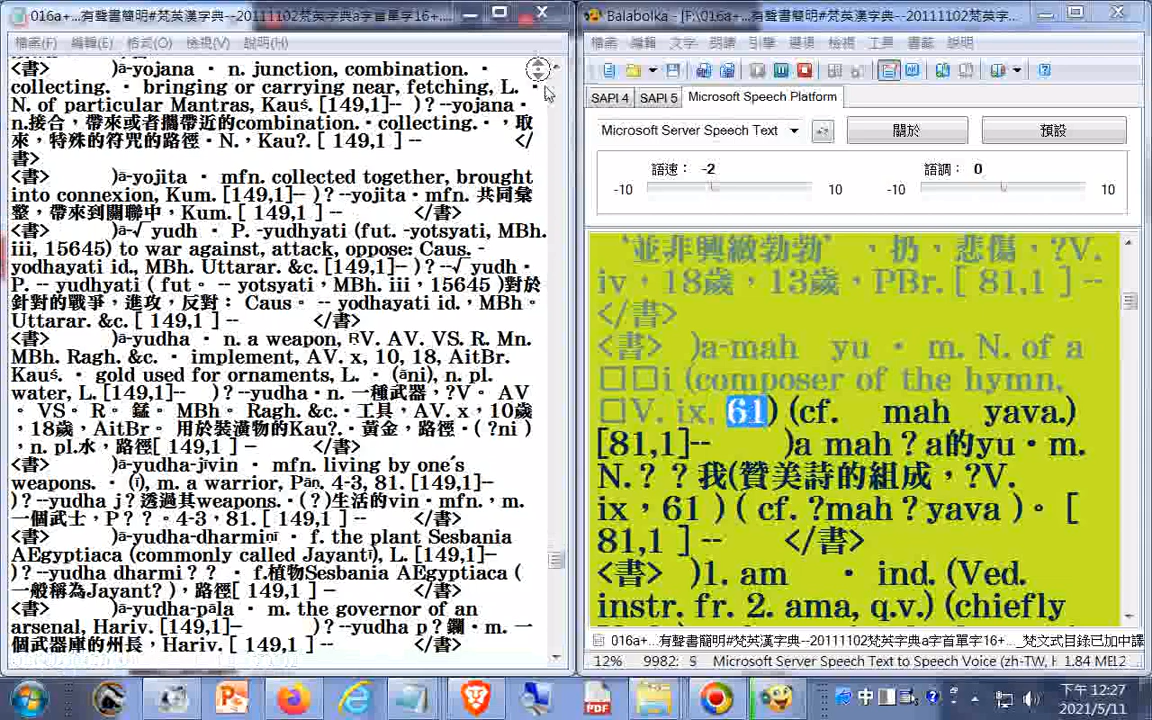 016a+...有聲書簡明#梵英漢字典--20111102梵英字典a字首單字16+...
檔案(F) 編輯(E) 格式(O) 檢視(V) 說明(H)
<書> )ā-yojana · n. junction, combination. ·
collecting. · bringing or carrying near, fetching, L. ·
N. of particular Mantras, Kauś. [149,1]-- )? --yojana ·
n.接合，帶來或者攜帶近的combination. · collecting. · ，取
來，特殊的符咒的路徑 · N.，Kau?. [ 149,1 ] -- </
書>
<書> )ā-yojita · mfn. collected together, brought
into connexion, Kum. [149,1]-- )? --yojita · mfn. 共同彙
整，帶來到關聯中，Kum. [ 149,1 ] -- </書>
<書> )ā-√ yudh · P. -yudhyati (fut. -yotsyati, MBh.
iii, 15645) to war against, attack, oppose: Caus. -
yodhayati id., MBh. Uttarar. &c. [149,1]-- )? --√ yudh ·
P. -- yudhyati ( fut 。 -- yotsyati，MBh. iii，15645 )對於
針對的戰爭，進攻，反對： Caus 。 -- yodhayati id.，MBh 。
Uttarar. &c. [ 149,1 ] -- </書>
<書> )ā-yudha · n. a weapon, RV. AV. VS. R. Mn.
MBh. Ragh. &c. · implement, AV. x, 10, 18, AitBr.
Kauś. · gold used for ornaments, L. · (āni), n. pl.
water, L. [149,1]-- )? --yudha · n. 一種武器，?V. AV
。 VS。 R。 錳。 MBh。 Ragh. &c. · 工具，AV. x，10歲
，18歲，AitBr 。 用於裝潢物的Kau?. · 黃金，路徑 · ( ?ni )
，n. pl.水，路徑[ 149,1 ] -- </書>
<書> )ā-yudha-jīvin · mfn. living by one's
weapons. · (ī), m. a warrior, Pāṇ. 4-3, 81. [149,1]--
)? --yudha j? 透過其weapons. · (?)生活的vin · mfn.，m.
一個武士，P? ? 。4-3，81. [ 149,1 ] -- </書>
<書> )ā-yudha-dharmiṇī · f. the plant Sesbania
AEgyptiaca (commonly called Jayantī), L. [149,1]--
)? --yudha dharmi? ? · f.植物Sesbania AEgyptiaca (
一般稱為Jayant? )，路徑[ 149,1 ] -- </書>
<書> )ā-yudha-pāla · m. the governor of an
arsenal, Hariv. [149,1]-- )? --yudha p? 鑭 · m. 一
個武器庫的州長，Hariv. [ 149,1 ] -- </書>
Balabolka - [F:\016a+...有聲書簡明#梵英漢字典--20111102梵英字...
檔案 編輯 文字 朗讀 引擎 選項 檢視 工具 書籤 說明
SAPI 4 SAPI 5 Microsoft Speech Platform
Microsoft Server Speech Text 關於 預設
語速： -2 語調： 0
-10 10 -10 10
‘並非興緻勃勃’，扔，悲傷，?V.
iv，18歲，13歲，PBr. [ 81,1 ] --
</書>
<書> )a-mah yu · m. N. of a
□□i (composer of the hymn,
□V. ix, 61) (cf. mah yava.)
[81,1]-- )a mah ? a的yu · m.
N. ? ? 我(贊美詩的組成，?V.
ix，61 ) ( cf. ?mah ? yava )。 [
81,1 ] -- </書>
<書> )1. am · ind. (Ved.
instr. fr. 2. ama, q.v.) (chiefly
016a+...有聲書簡明#梵英漢字典--20111102梵英字典a字首單字16+..._梵文式目錄已加中譯
12% 9982: 9 Microsoft Server Speech Text to Speech Voice (zh-TW, H 1.84 ME12
中
下午 12:27
2021/5/11